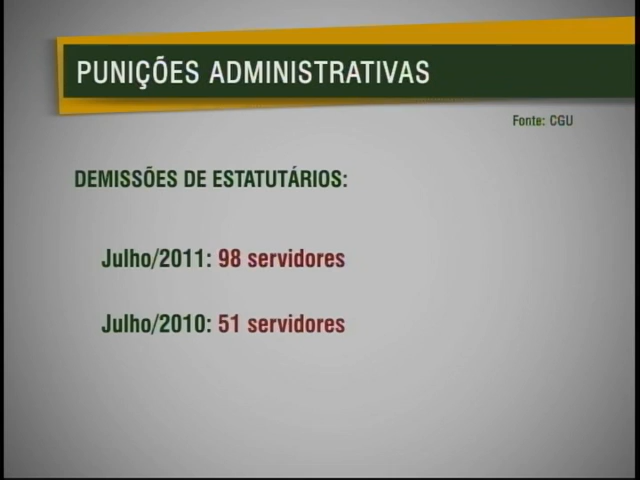 PUNIÇÕES ADMINISTRATIVAS
Fonte: CGU
DEMISSÕES DE ESTATUTÁRIOS:
Julho/2011: 98 servidores
Julho/2010: 51 servidores